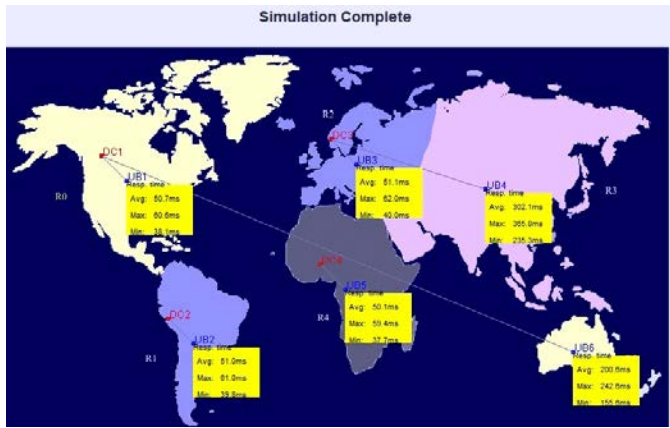 Simulation Complete
R2
DC3
DC1
UB3
UB1
Resp. time
Resp. time
UB4
Resp. time
R0
R3
Avg: 50.7ms
Max: 60.6ms
Min: 38.1ms
Avg: 51.1ms
Max: 62.0ms
Min: 40.0ms
Avg: 302.1ms
Max: 365.0ms
Min: 235.3ms
DC4
UB5
Resp. time
DC2
R4
Avg: 50.1ms
Max: 59.4ms
Min: 37.7ms
UB2
Resp. time
R1
Avg: 51.0ms
Max: 61.0ms
Min: 39.8ms
UB6
Resp. time
Avg: 200.6ms
Max: 242.6ms
Min: 155.6ms